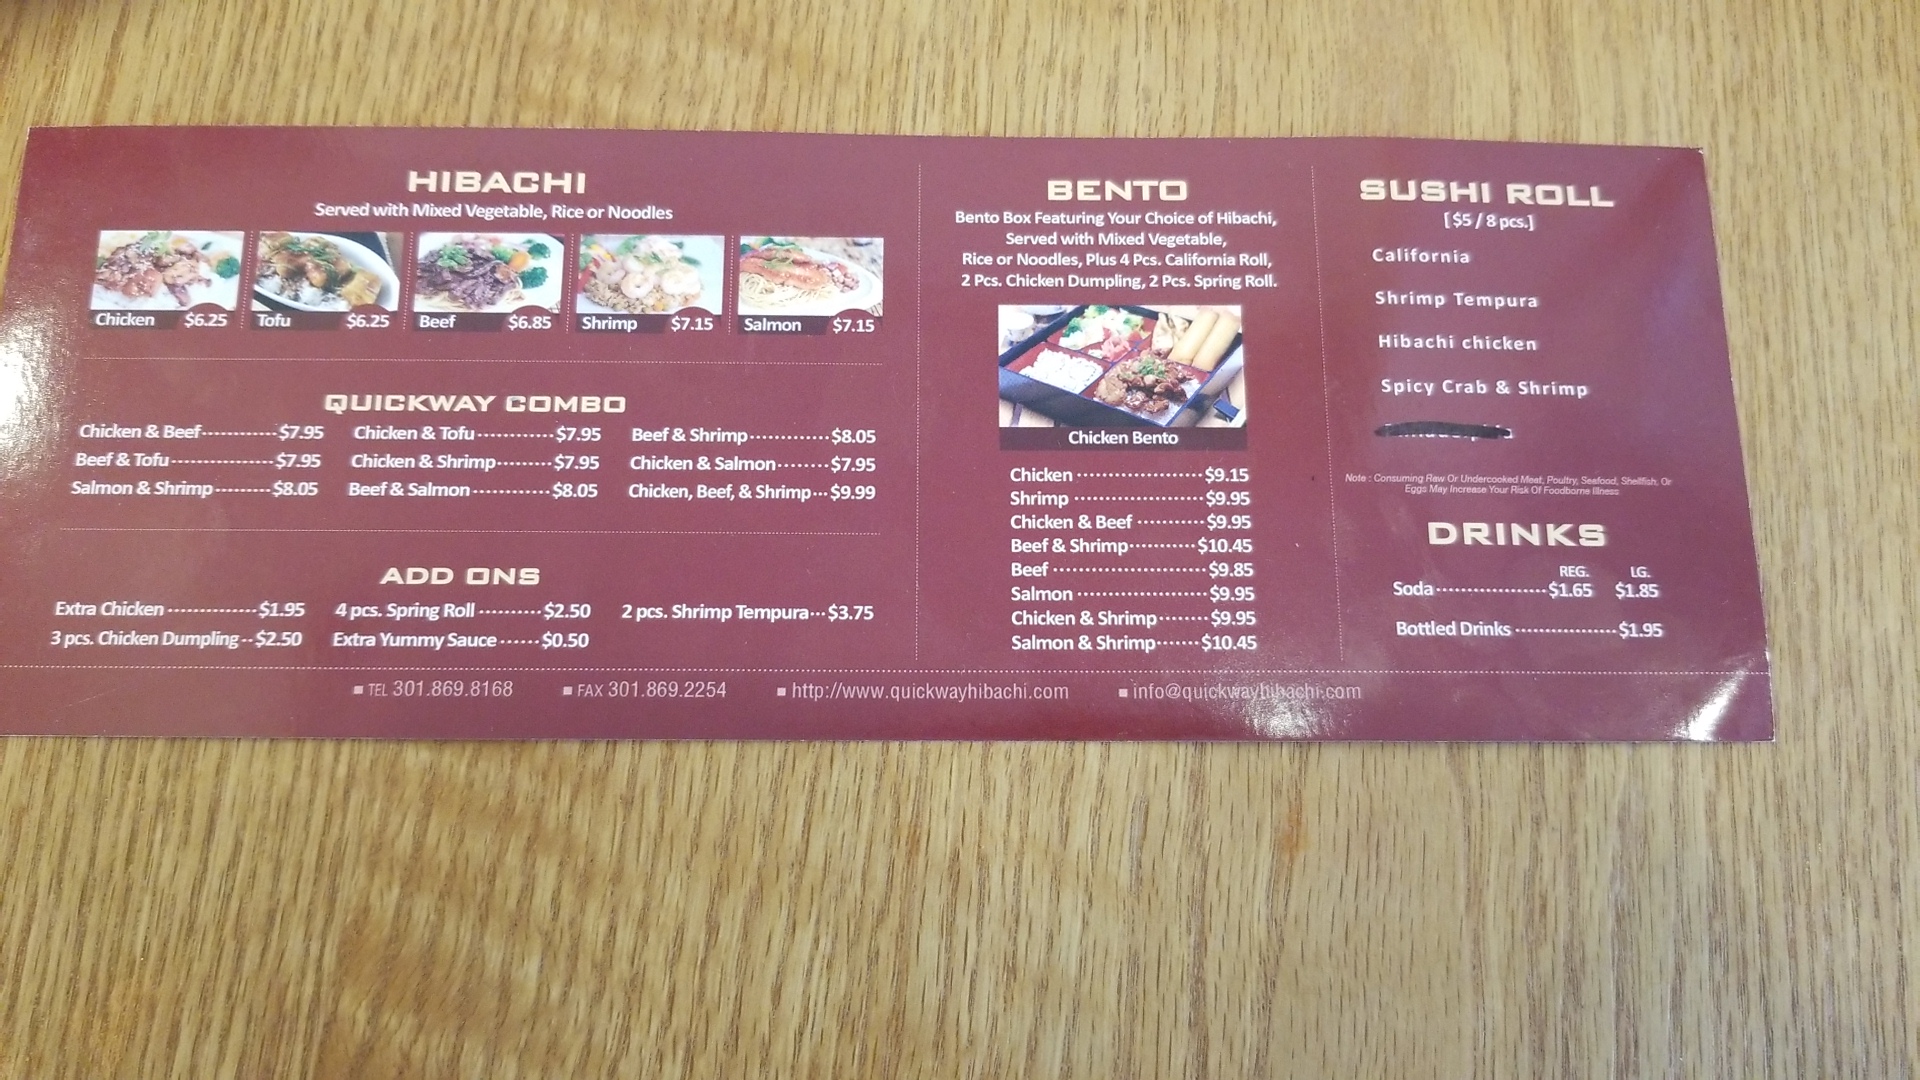 HIBACHI
Served with Mixed Vegetable, Rice or Noodles
Chicken $6.25
Tofu $6.25
Beef $6.85
Shrimp $7.15
Salmon $7.15
QUICKWAY COMBO
Chicken & Beef $7.95 Chicken & Tofu $7.95 Beef & Shrimp $8.05
Beef & Tofu $7.95 Chicken & Shrimp $7.95 Chicken & Salmon $7.95
Salmon & Shrimp $8.05 Beef & Salmon $8.05 Chicken, Beef, & Shrimp $9.99
ADD ONS
Extra Chicken $1.95 4 pcs. Spring Roll $2.50 2 pcs. Shrimp Tempura $3.75
3 pcs. Chicken Dumpling $2.50 Extra Yummy Sauce $0.50
BENTO
Bento Box Featuring Your Choice of Hibachi,
Served with Mixed Vegetable,
Rice or Noodles, Plus 4 Pcs. California Roll,
2 Pcs. Chicken Dumpling, 2 Pcs. Spring Roll.
Chicken Bento
Chicken $9.15
Shrimp $9.95
Chicken & Beef $9.95
Beef & Shrimp $10.45
Beef $9.85
Salmon $9.95
Chicken & Shrimp $9.95
Salmon & Shrimp $10.45
SUSHI ROLL
[ $5 / 8 pcs.]
California
Shrimp Tempura
Hibachi chicken
Spicy Crab & Shrimp
Note : Consuming Raw Or Undercooked Meat, Poultry, Seafood, Shellfish, Or
Eggs May Increase Your Risk Of Foodborne Illness
DRINKS
REG. LG.
Soda $1.65 $1.85
Bottled Drinks $1.95
TEL 301.869.8168 FAX 301.869.2254 http://www.quickwayhibachi.com info@quickwayhibachi.com